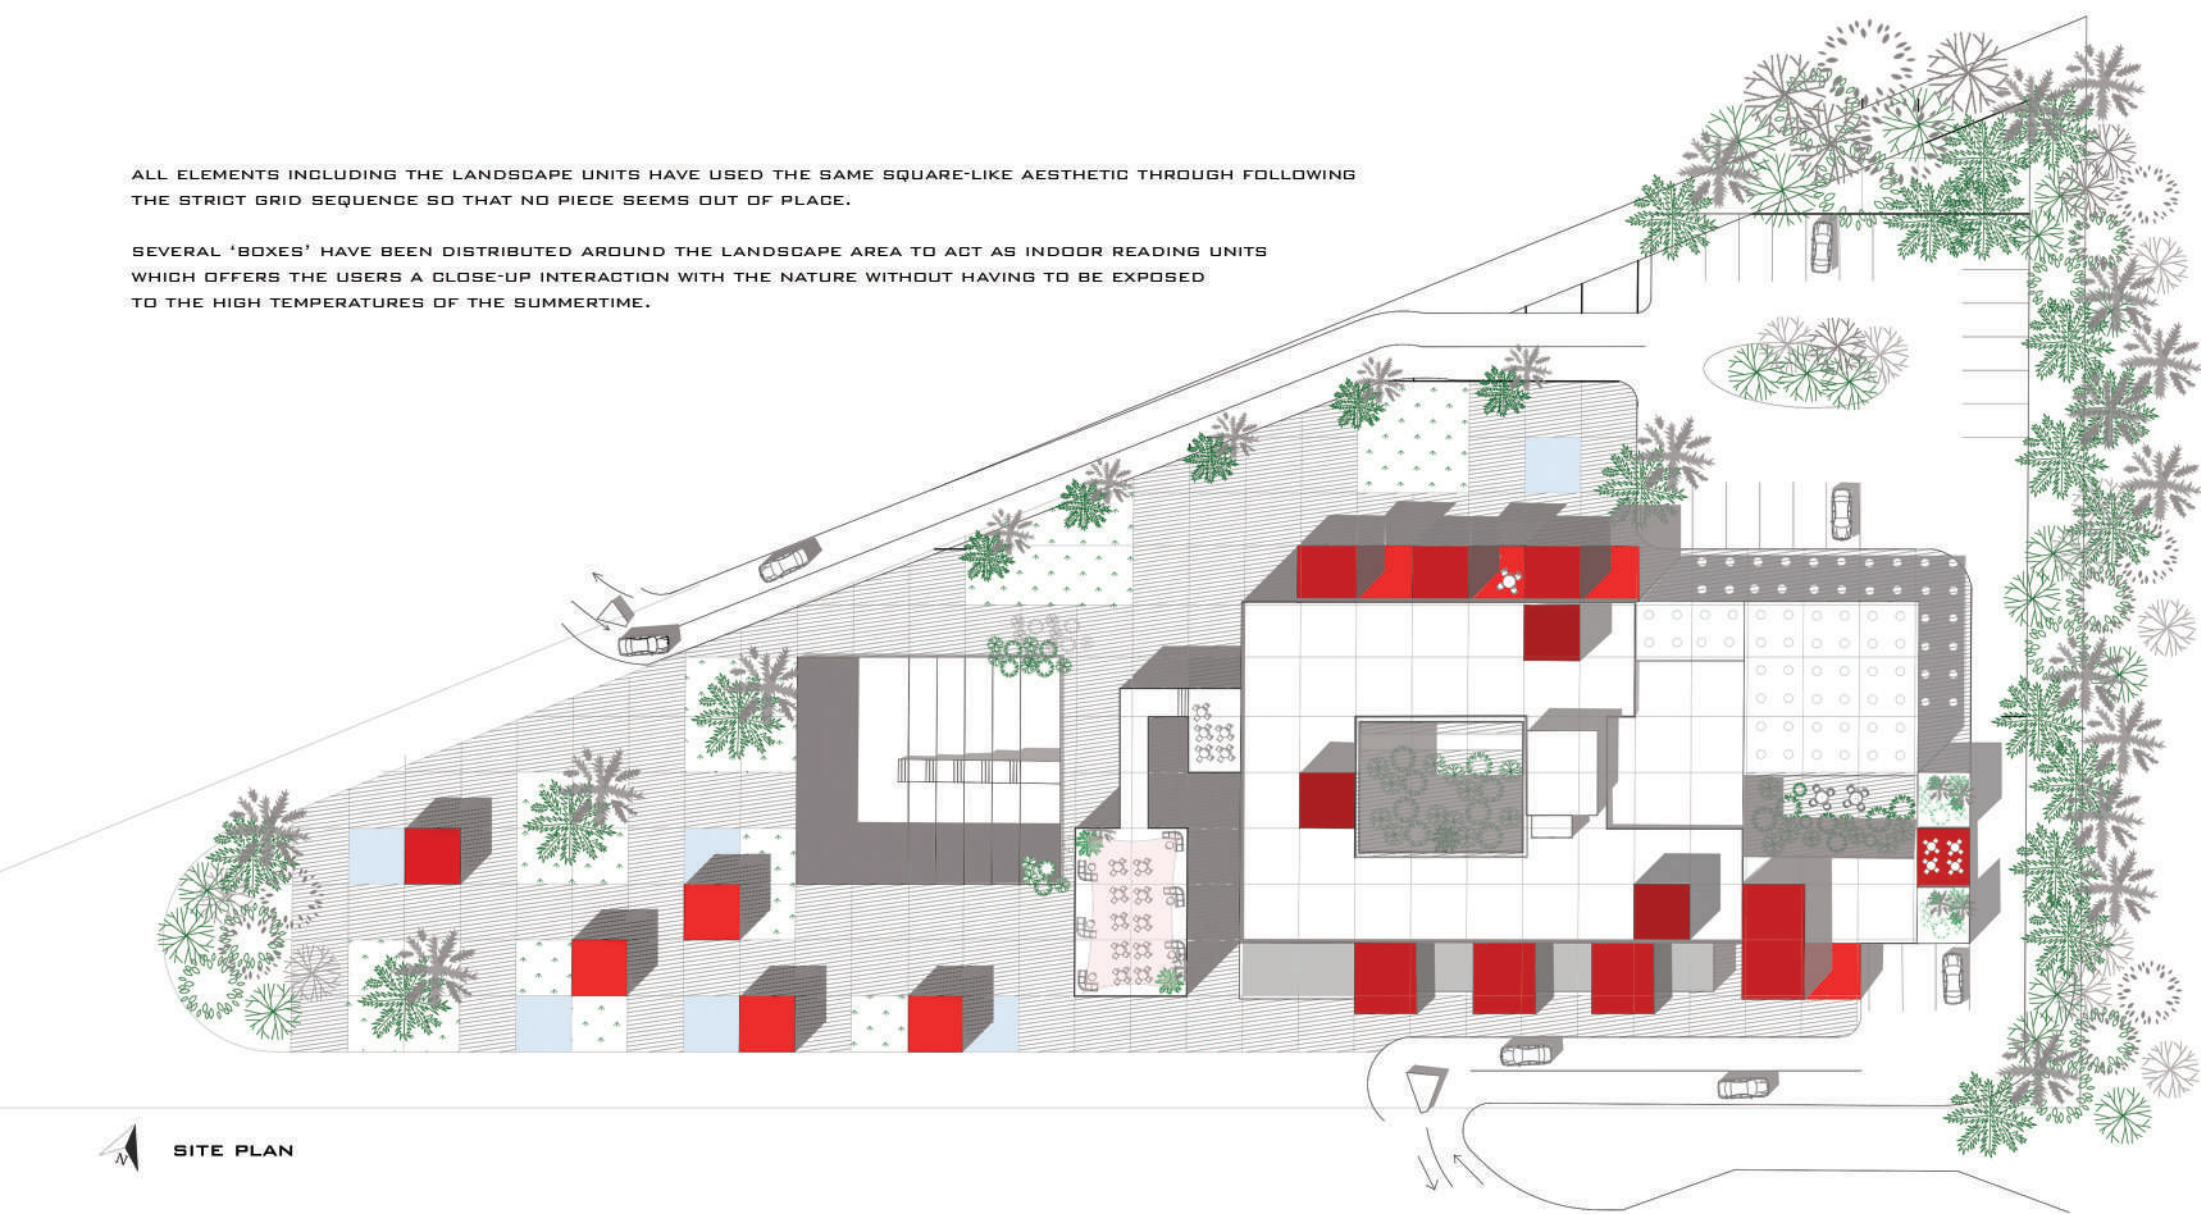 ALL ELEMENTS INCLUDING THE LANDSCAPE UNITS HAVE USED THE SAME SQUARE-LIKE AESTHETIC THROUGH FOLLOWING
THE STRICT GRID SEQUENCE SO THAT NO PIECE SEEMS OUT OF PLACE.
SEVERAL ‘BOXES’ HAVE BEEN DISTRIBUTED AROUND THE LANDSCAPE AREA TO ACT AS INDOOR READING UNITS
WHICH OFFERS THE USERS A CLOSE-UP INTERACTION WITH THE NATURE WITHOUT HAVING TO BE EXPOSED
TO THE HIGH TEMPERATURES OF THE SUMMERTIME.
N
SITE PLAN